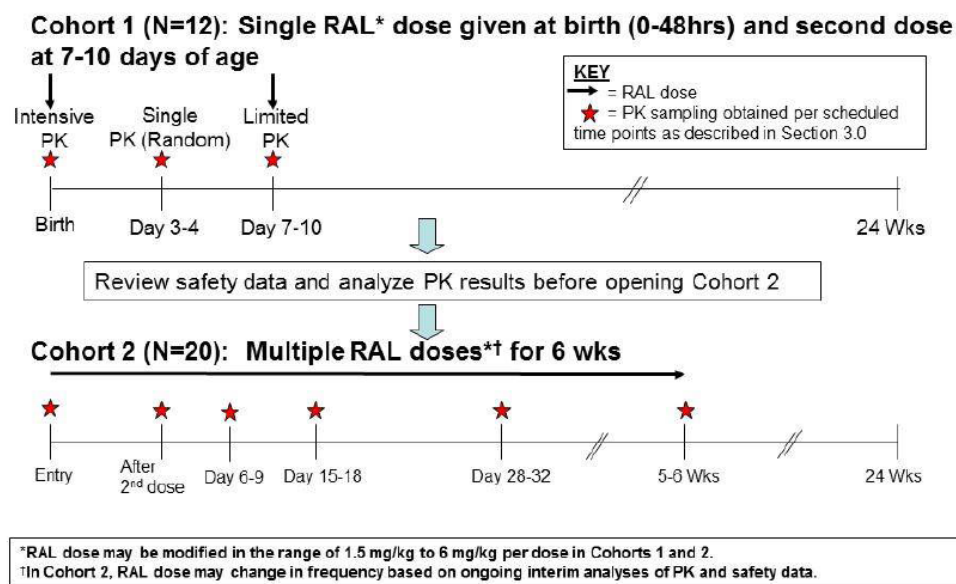 Cohort 1 (N=12): Single RAL* dose given at birth (0-48hrs) and second dose
at 7-10 days of age
Intensive
PK
Single
PK (Random)
Limited
PK
KEY
= RAL dose
= PK sampling obtained per scheduled
time points as described in Section 3.0
Birth
Day 3-4
Day 7-10
24 Wks
Review safety data and analyze PK results before opening Cohort 2
Cohort 2 (N=20): Multiple RAL doses*† for 6 wks
Entry
After
2nd dose
Day 6-9
Day 15-18
Day 28-32
5-6 Wks
24 Wks
*RAL dose may be modified in the range of 1.5 mg/kg to 6 mg/kg per dose in Cohorts 1 and 2.
†In Cohort 2, RAL dose may change in frequency based on ongoing interim analyses of PK and safety data.